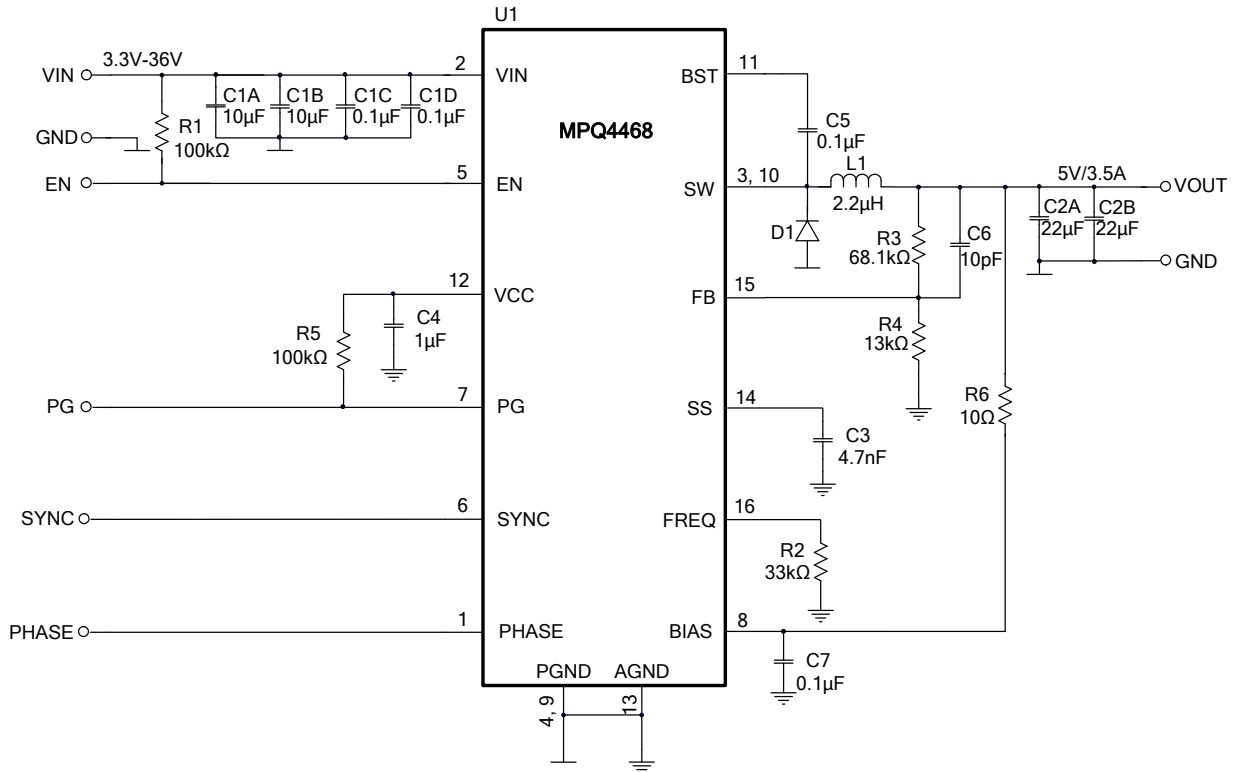 U1
VIN
3.3V-36V
2
VIN
BST
11
C1A
10µF
C1B
10µF
C1C
0.1µF
C1D
0.1µF
GND
R1
100kΩ
MPQ4468
C5
0.1µF
EN
5
EN
SW
3, 10
L1
2.2µH
5V/3.5A
VOUT
D1
R3
68.1kΩ
C6
10pF
C2A
22µF
C2B
22µF
GND
12
VCC
FB
15
R5
100kΩ
C4
1µF
R4
13kΩ
PG
7
PG
SS
14
R6
10Ω
C3
4.7nF
SYNC
6
SYNC
FREQ
16
R2
33kΩ
PHASE
1
PHASE
BIAS
8
C7
0.1µF
PGND
AGND
4, 9
13